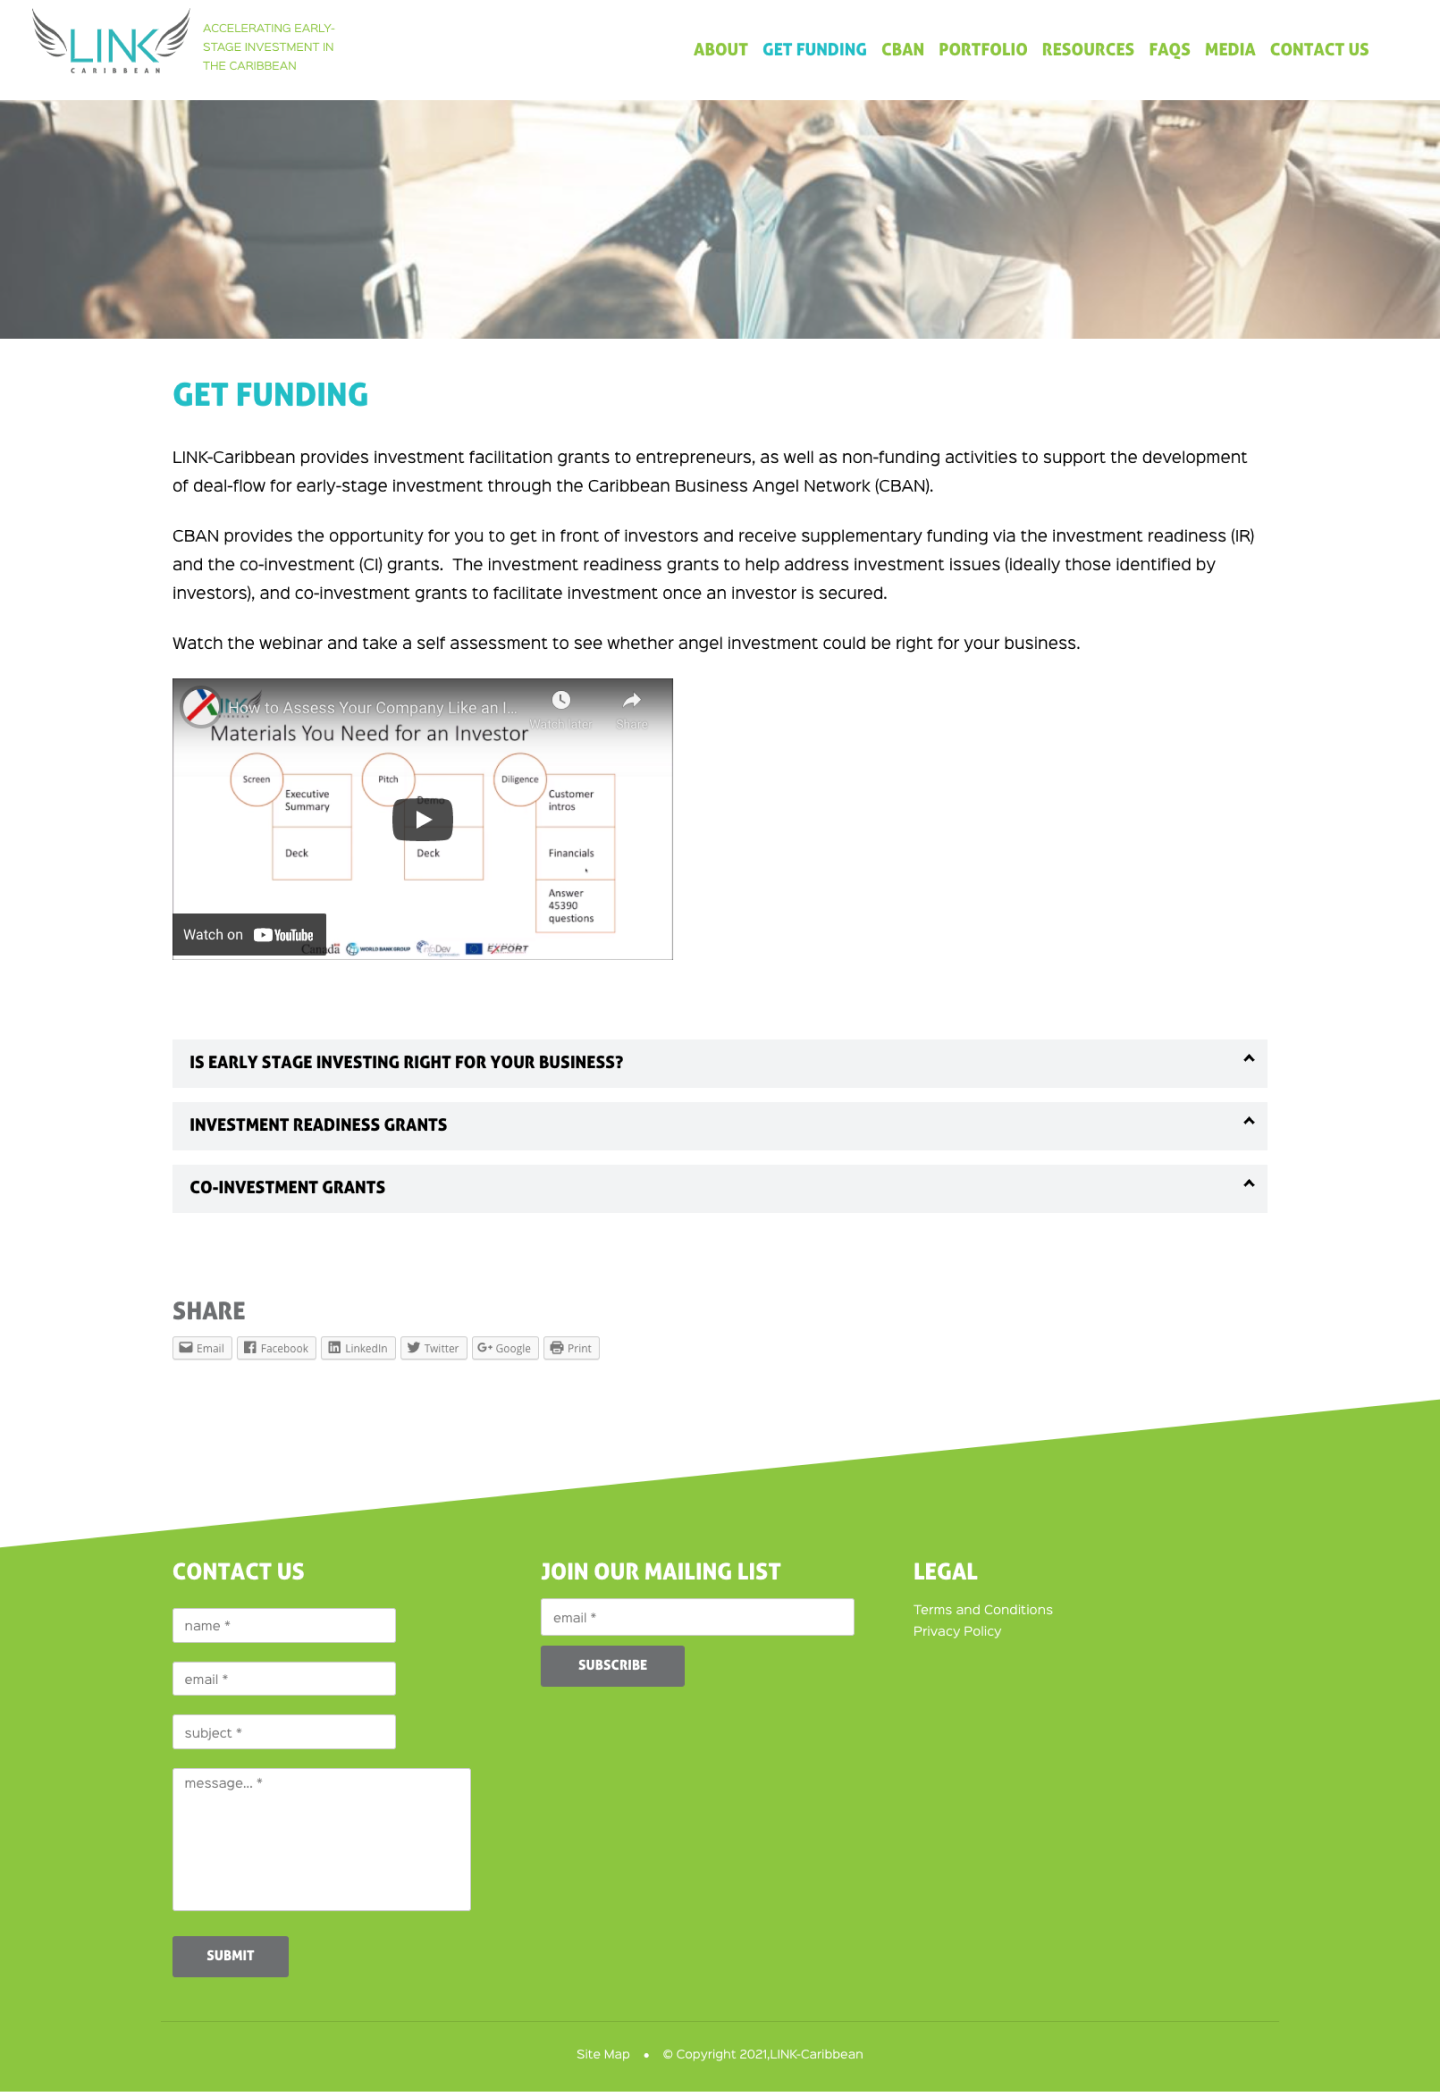 LINK
CARIBBEAN
ACCELERATING EARLY-
STAGE INVESTMENT IN
THE CARIBBEAN
ABOUT GET FUNDING CBAN PORTFOLIO RESOURCES FAQS MEDIA CONTACT US
GET FUNDING
LINK-Caribbean provides investment facilitation grants to entrepreneurs, as well as non-funding activities to support the development
of deal-flow for early-stage investment through the Caribbean Business Angel Network (CBAN).
CBAN provides the opportunity for you to get in front of investors and receive supplementary funding via the investment readiness (IR)
and the co-investment (CI) grants.  The investment readiness grants to help address investment issues (ideally those identified by
investors), and co-investment grants to facilitate investment once an investor is secured.
Watch the webinar and take a self assessment to see whether angel investment could be right for your business.
How to Assess Your Company Like an I...
Watch later Share
Materials You Need for an Investor
Screen Pitch Diligence
Executive
Summary
Deck
Demo
Deck
Customer
intros
Financials
Answer
45390
questions
Watch on YouTube
Canada WORLD BANK GROUP infoDev EXPORT
IS EARLY STAGE INVESTING RIGHT FOR YOUR BUSINESS?
INVESTMENT READINESS GRANTS
CO-INVESTMENT GRANTS
SHARE
Email Facebook LinkedIn Twitter G+ Google Print
CONTACT US
name *
email *
subject *
message... *
SUBMIT
JOIN OUR MAILING LIST
email *
SUBSCRIBE
LEGAL
Terms and Conditions
Privacy Policy
Site Map • © Copyright 2021,LINK-Caribbean